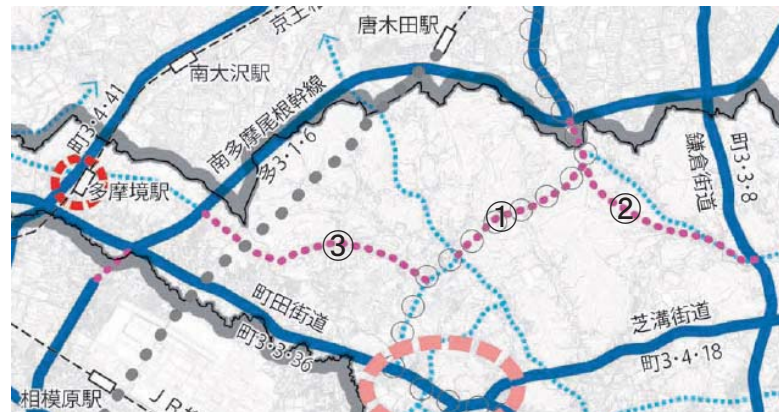 唐木田駅
京王
南大沢駅
町3・4・41
南多摩尾根幹線
多3・1・6
鎌倉街道
町3・3・8
多摩境駅
①
②
③
町田街道
町3・3・36
芝溝街道
町3・4・18
相模原駅
JR